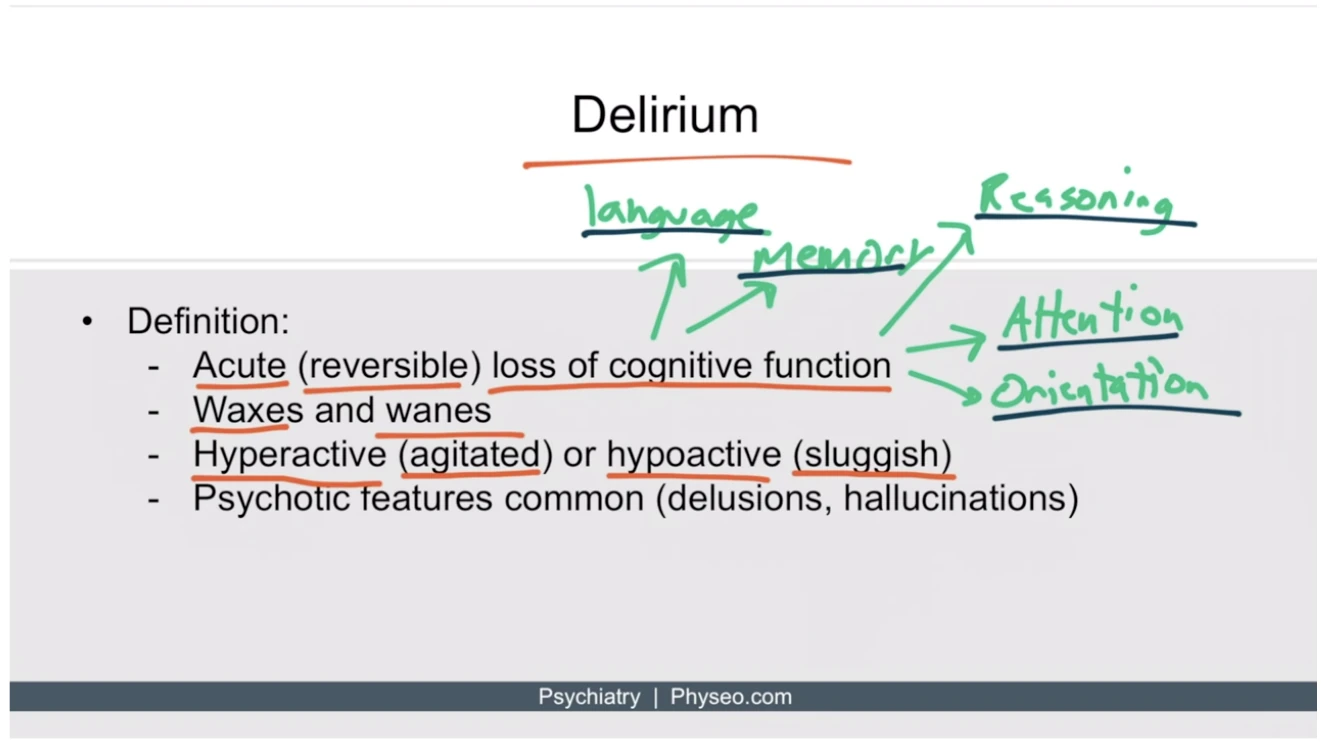 Delirium
language
Reasoning
Memory
Attention
Orientation
• Definition:
- Acute (reversible) loss of cognitive function
- Waxes and wanes
- Hyperactive (agitated) or hypoactive (sluggish)
- Psychotic features common (delusions, hallucinations)
Psychiatry | Physeo.com